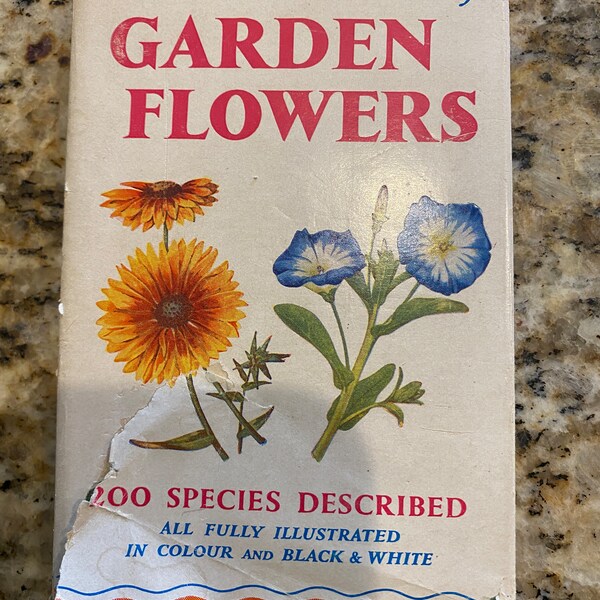 GARDEN
FLOWERS
200 SPECIES DESCRIBED
ALL FULLY ILLUSTRATED
IN COLOUR AND BLACK & WHITE